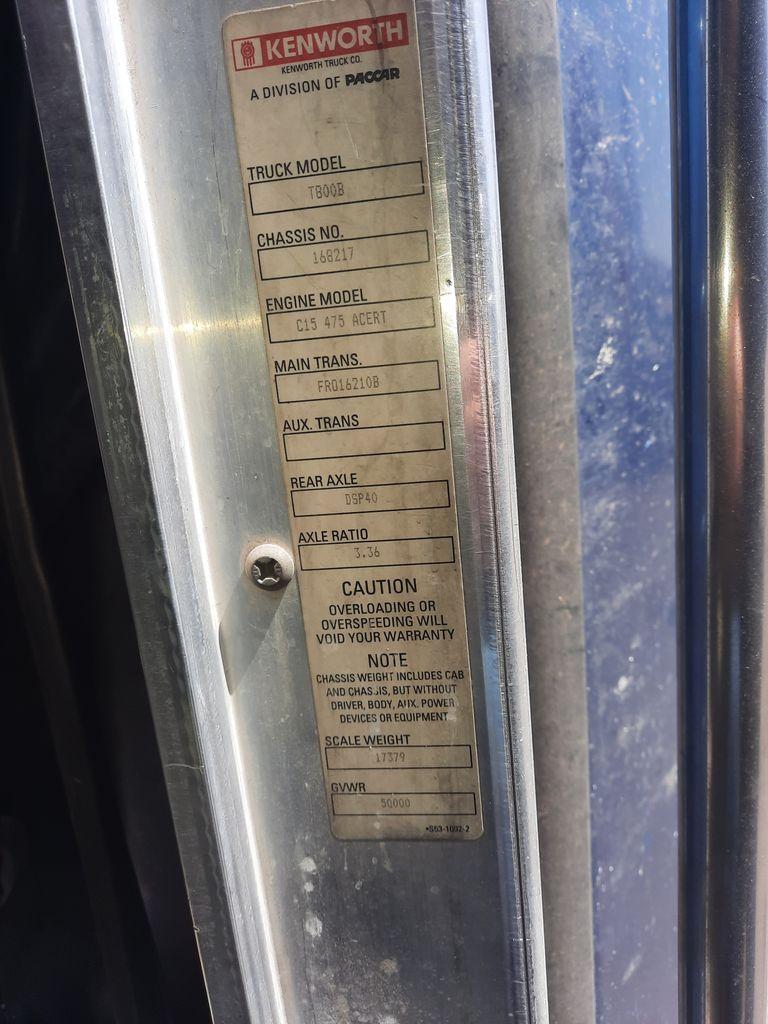 KENWORTH
KENWORTH TRUCK CO.
A DIVISION OF PACCAR
TRUCK MODEL
T800B
CHASSIS NO.
168217
ENGINE MODEL
C15 475 ACERT
MAIN TRANS.
FRO16210B
AUX. TRANS
REAR AXLE
DSP40
AXLE RATIO
3.36
CAUTION
OVERLOADING OR
OVERSPEEDING WILL
VOID YOUR WARRANTY
NOTE
CHASSIS WEIGHT INCLUDES CAB
AND CHASSIS, BUT WITHOUT
DRIVER, BODY, AUX. POWER
DEVICES OR EQUIPMENT
SCALE WEIGHT
17379
GVWR
50000
•S63-1092-2